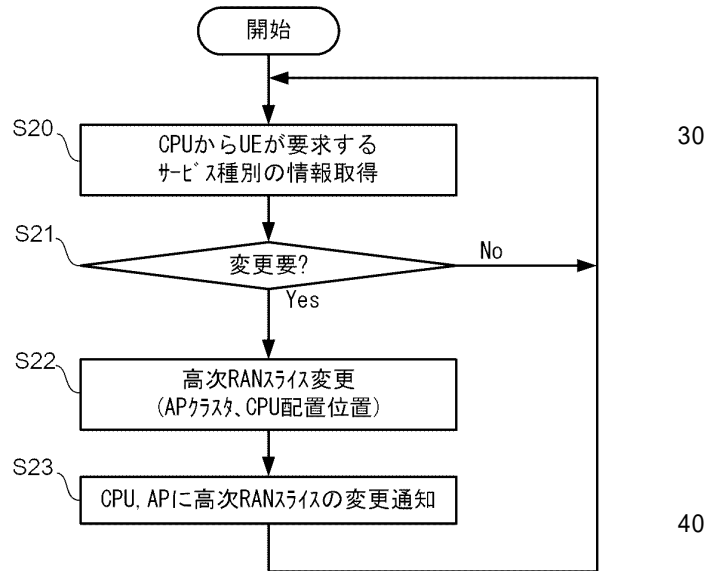 開始
S20
CPUからUEが要求する
サービス種別の情報取得
30
S21
変更要?
No
Yes
S22
高次RANスライス変更
(APクラスタ、CPU配置位置)
S23
CPU, APに高次RANスライスの変更通知
40